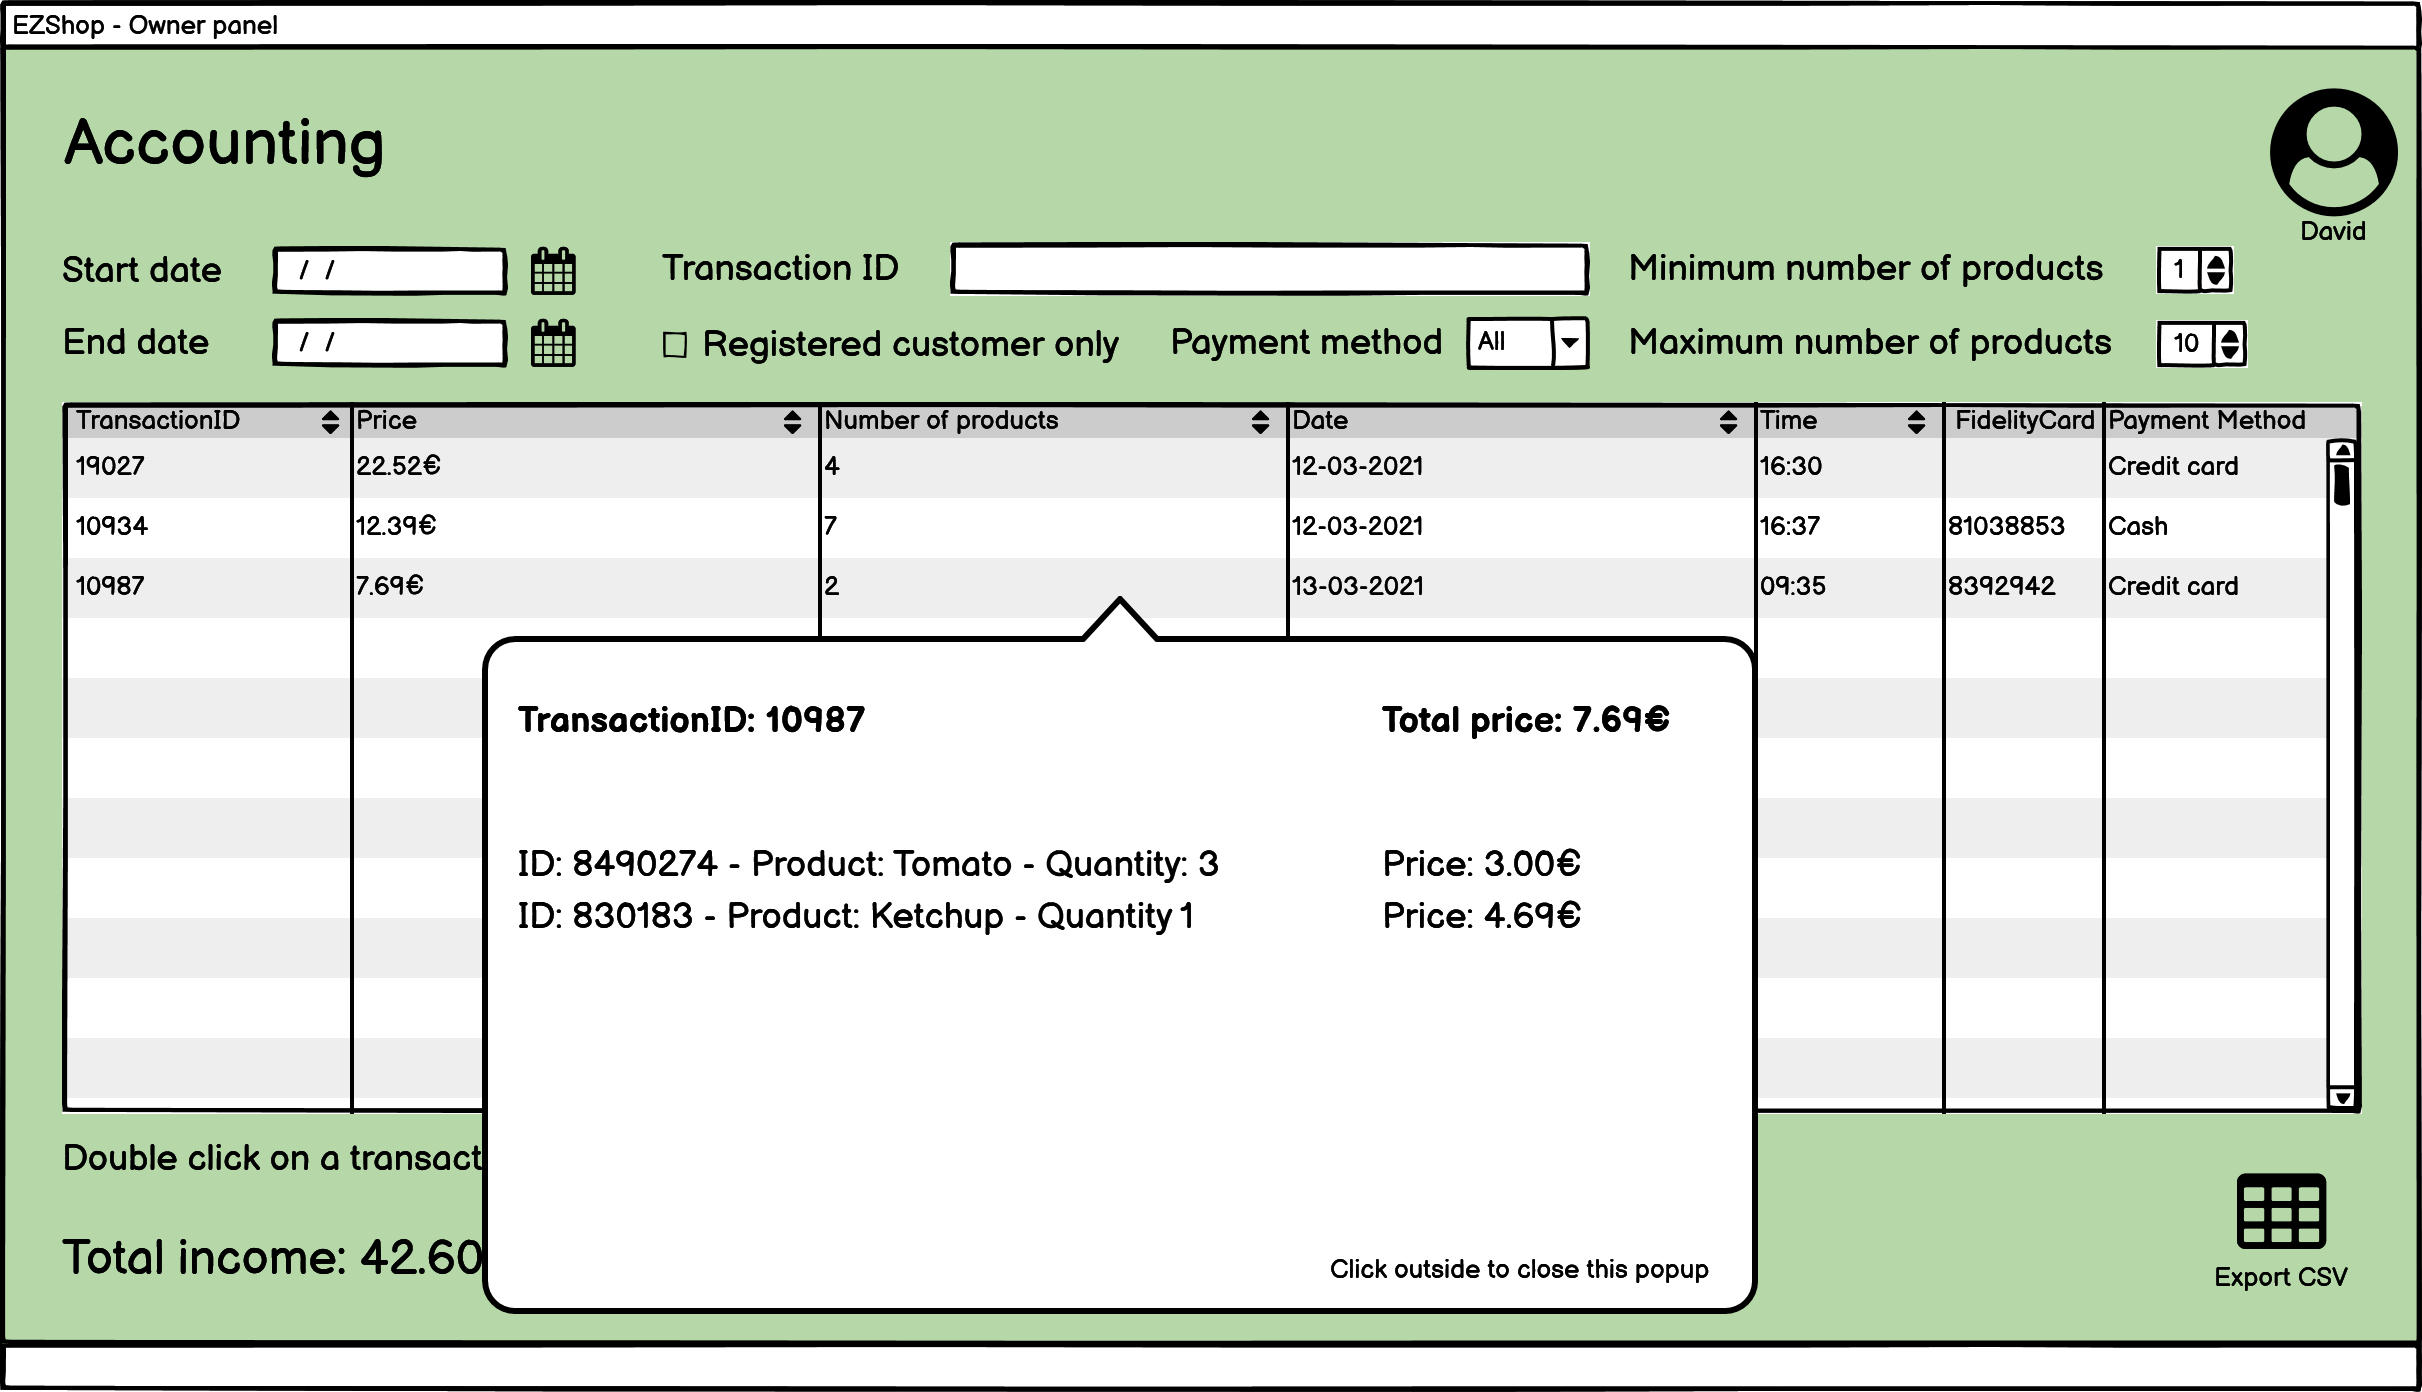 EZShop - Owner panel
Accounting
David
Start date / / Transaction ID Minimum number of products 1
End date / / Registered customer only Payment method All Maximum number of products 10
TransactionID Price Number of products Date Time FidelityCard Payment Method
19027 22.52€ 4 12-03-2021 16:30 Credit card
10934 12.39€ 7 12-03-2021 16:37 81038853 Cash
10987 7.69€ 2 13-03-2021 09:35 8392942 Credit card
TransactionID: 10987 Total price: 7.69€
ID: 8490274 - Product: Tomato - Quantity: 3 Price: 3.00€
ID: 830183 - Product: Ketchup - Quantity 1 Price: 4.69€
Click outside to close this popup
Double click on a transact
Total income: 42.60
Export CSV